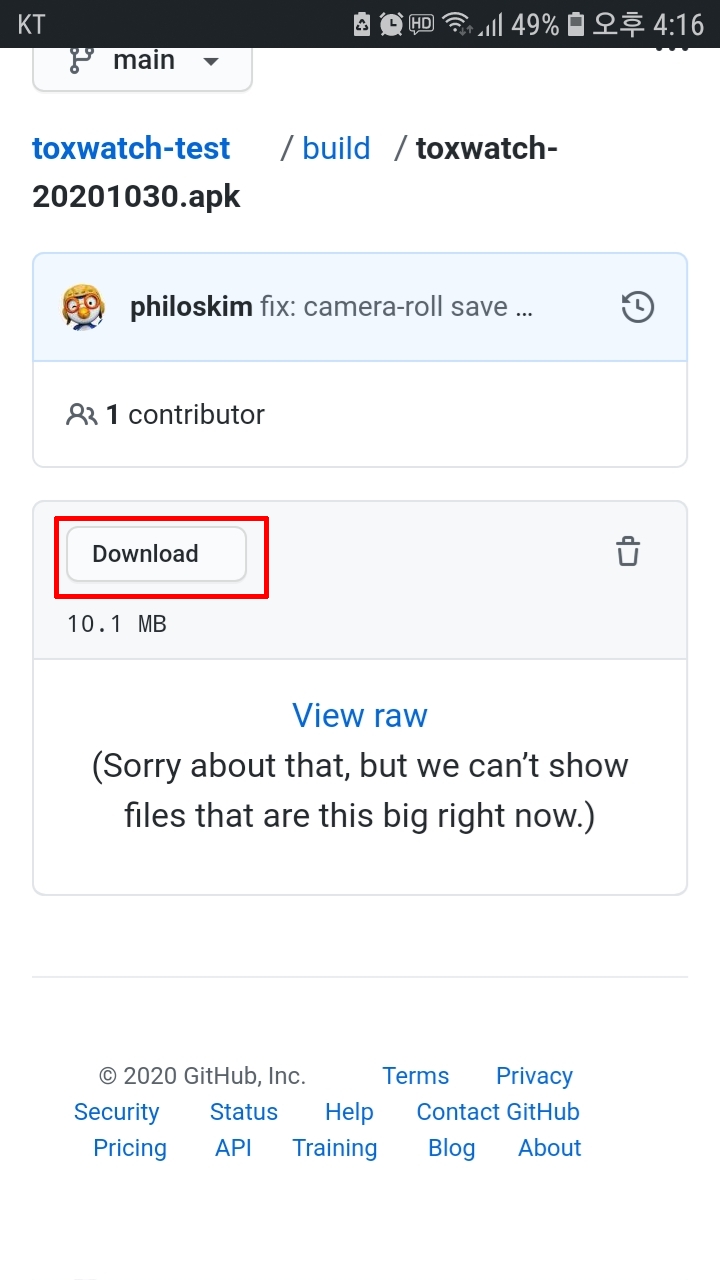 KT HD 49% 오후 4:16
main
toxwatch-test / build / toxwatch-
20201030.apk
philoskim fix: camera-roll save ...
1 contributor
Download
10.1 MB
View raw
(Sorry about that, but we can’t show
files that are this big right now.)
© 2020 GitHub, Inc. Terms Privacy
Security Status Help Contact GitHub
Pricing API Training Blog About